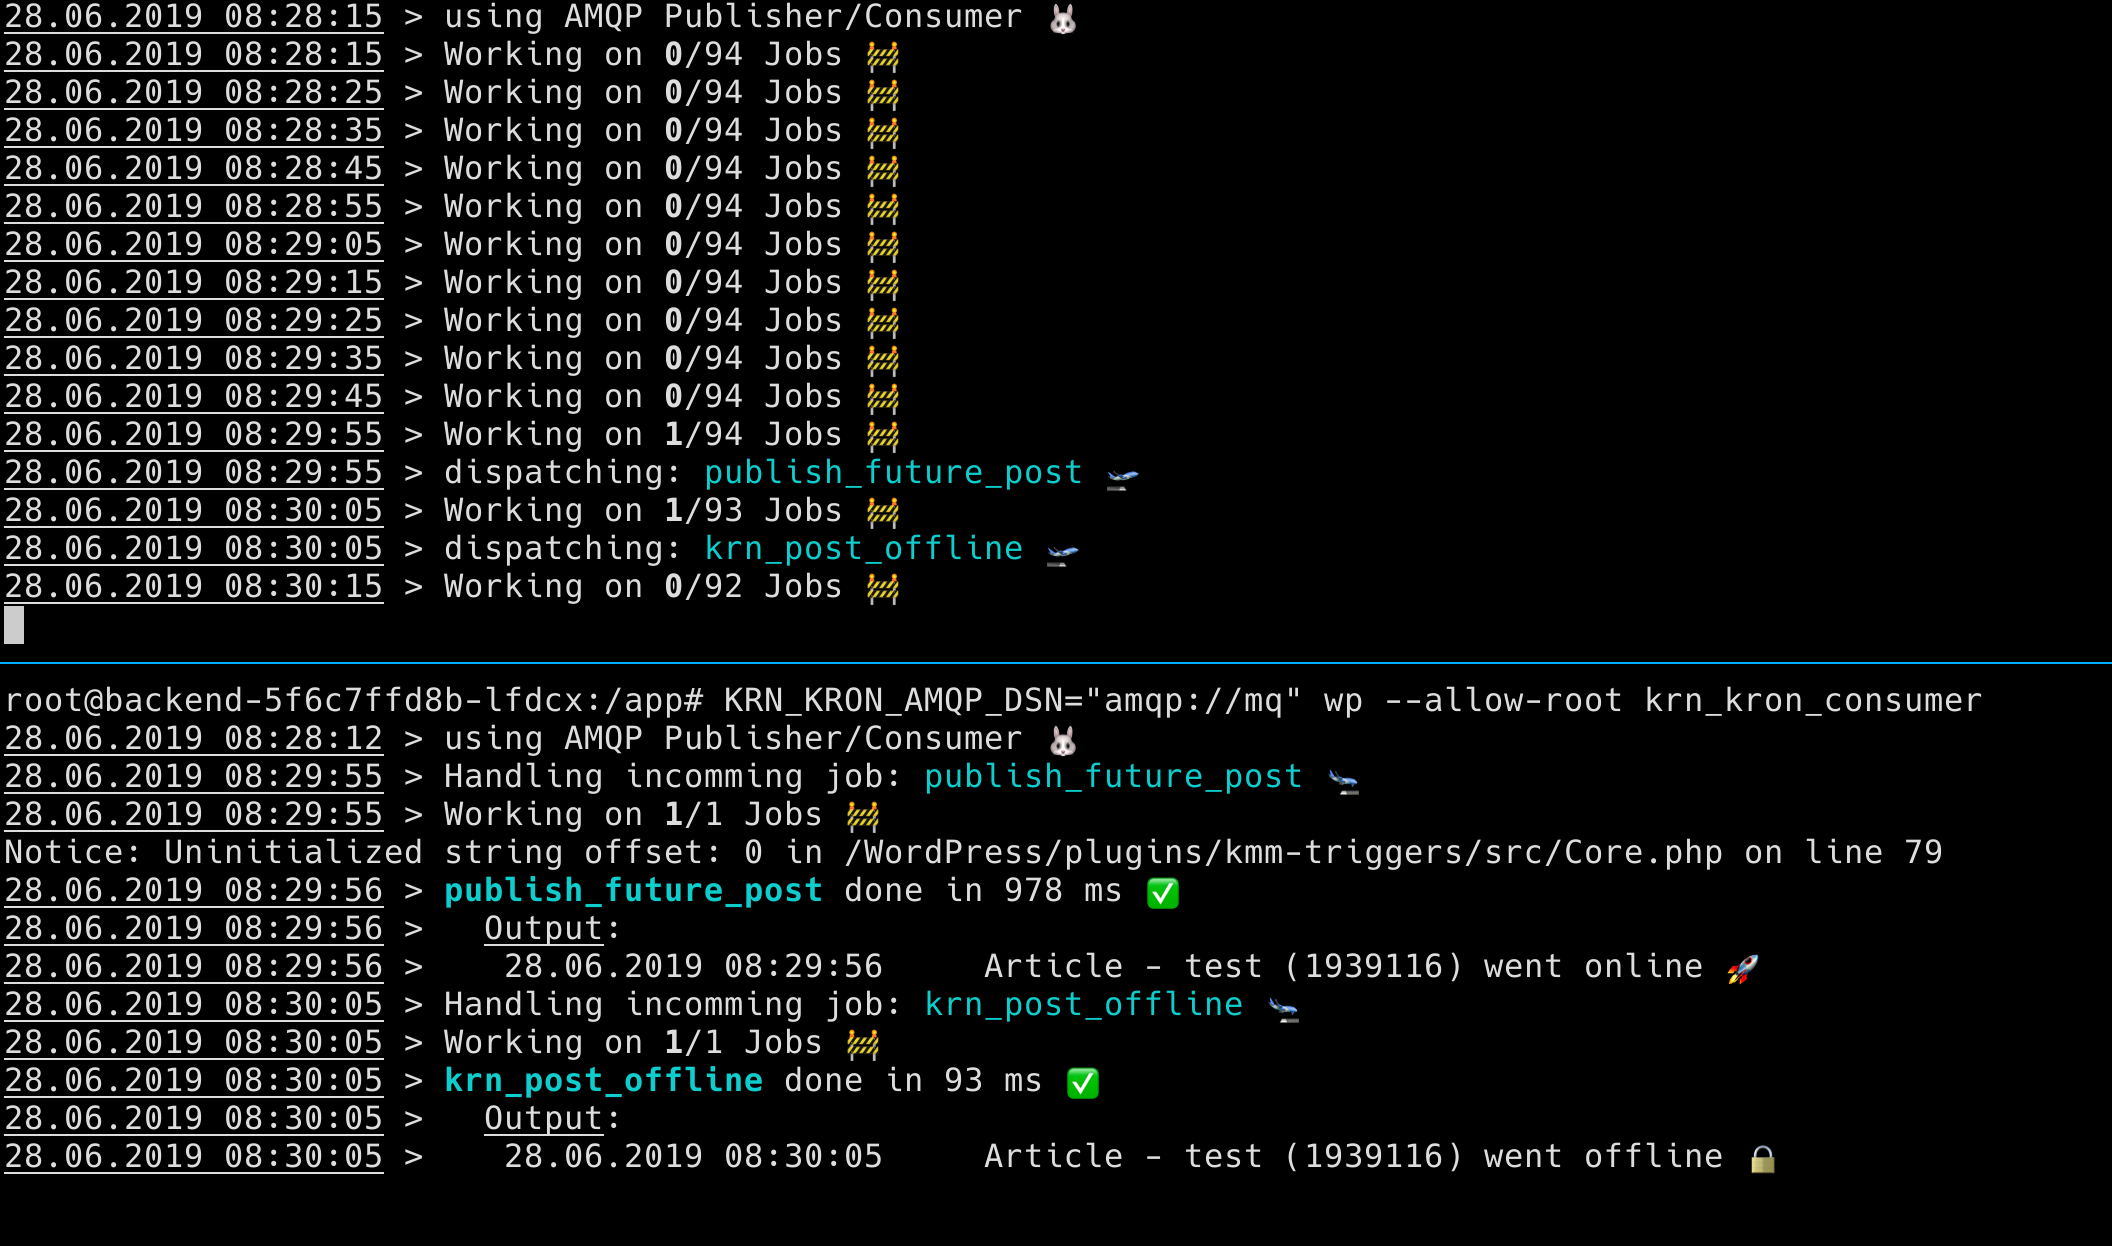 28.06.2019 08:28:15 > using AMQP Publisher/Consumer 🐰
28.06.2019 08:28:15 > Working on 0/94 Jobs 🚧
28.06.2019 08:28:25 > Working on 0/94 Jobs 🚧
28.06.2019 08:28:35 > Working on 0/94 Jobs 🚧
28.06.2019 08:28:45 > Working on 0/94 Jobs 🚧
28.06.2019 08:28:55 > Working on 0/94 Jobs 🚧
28.06.2019 08:29:05 > Working on 0/94 Jobs 🚧
28.06.2019 08:29:15 > Working on 0/94 Jobs 🚧
28.06.2019 08:29:25 > Working on 0/94 Jobs 🚧
28.06.2019 08:29:35 > Working on 0/94 Jobs 🚧
28.06.2019 08:29:45 > Working on 0/94 Jobs 🚧
28.06.2019 08:29:55 > Working on 1/94 Jobs 🚧
28.06.2019 08:29:55 > dispatching: publish_future_post 🛫
28.06.2019 08:30:05 > Working on 1/93 Jobs 🚧
28.06.2019 08:30:05 > dispatching: krn_post_offline 🛫
28.06.2019 08:30:15 > Working on 0/92 Jobs 🚧
root@backend-5f6c7ffd8b-lfdcx:/app# KRN_KRON_AMQP_DSN="amqp://mq" wp --allow-root krn_kron_consumer
28.06.2019 08:28:12 > using AMQP Publisher/Consumer 🐰
28.06.2019 08:29:55 > Handling incomming job: publish_future_post 🛬
28.06.2019 08:29:55 > Working on 1/1 Jobs 🚧
Notice: Uninitialized string offset: 0 in /WordPress/plugins/kmm-triggers/src/Core.php on line 79
28.06.2019 08:29:56 > publish_future_post done in 978 ms ✅
28.06.2019 08:29:56 >   Output:
28.06.2019 08:29:56 >    28.06.2019 08:29:56     Article - test (1939116) went online 🚀
28.06.2019 08:30:05 > Handling incomming job: krn_post_offline 🛬
28.06.2019 08:30:05 > Working on 1/1 Jobs 🚧
28.06.2019 08:30:05 > krn_post_offline done in 93 ms ✅
28.06.2019 08:30:05 >   Output:
28.06.2019 08:30:05 >    28.06.2019 08:30:05     Article - test (1939116) went offline 🔒